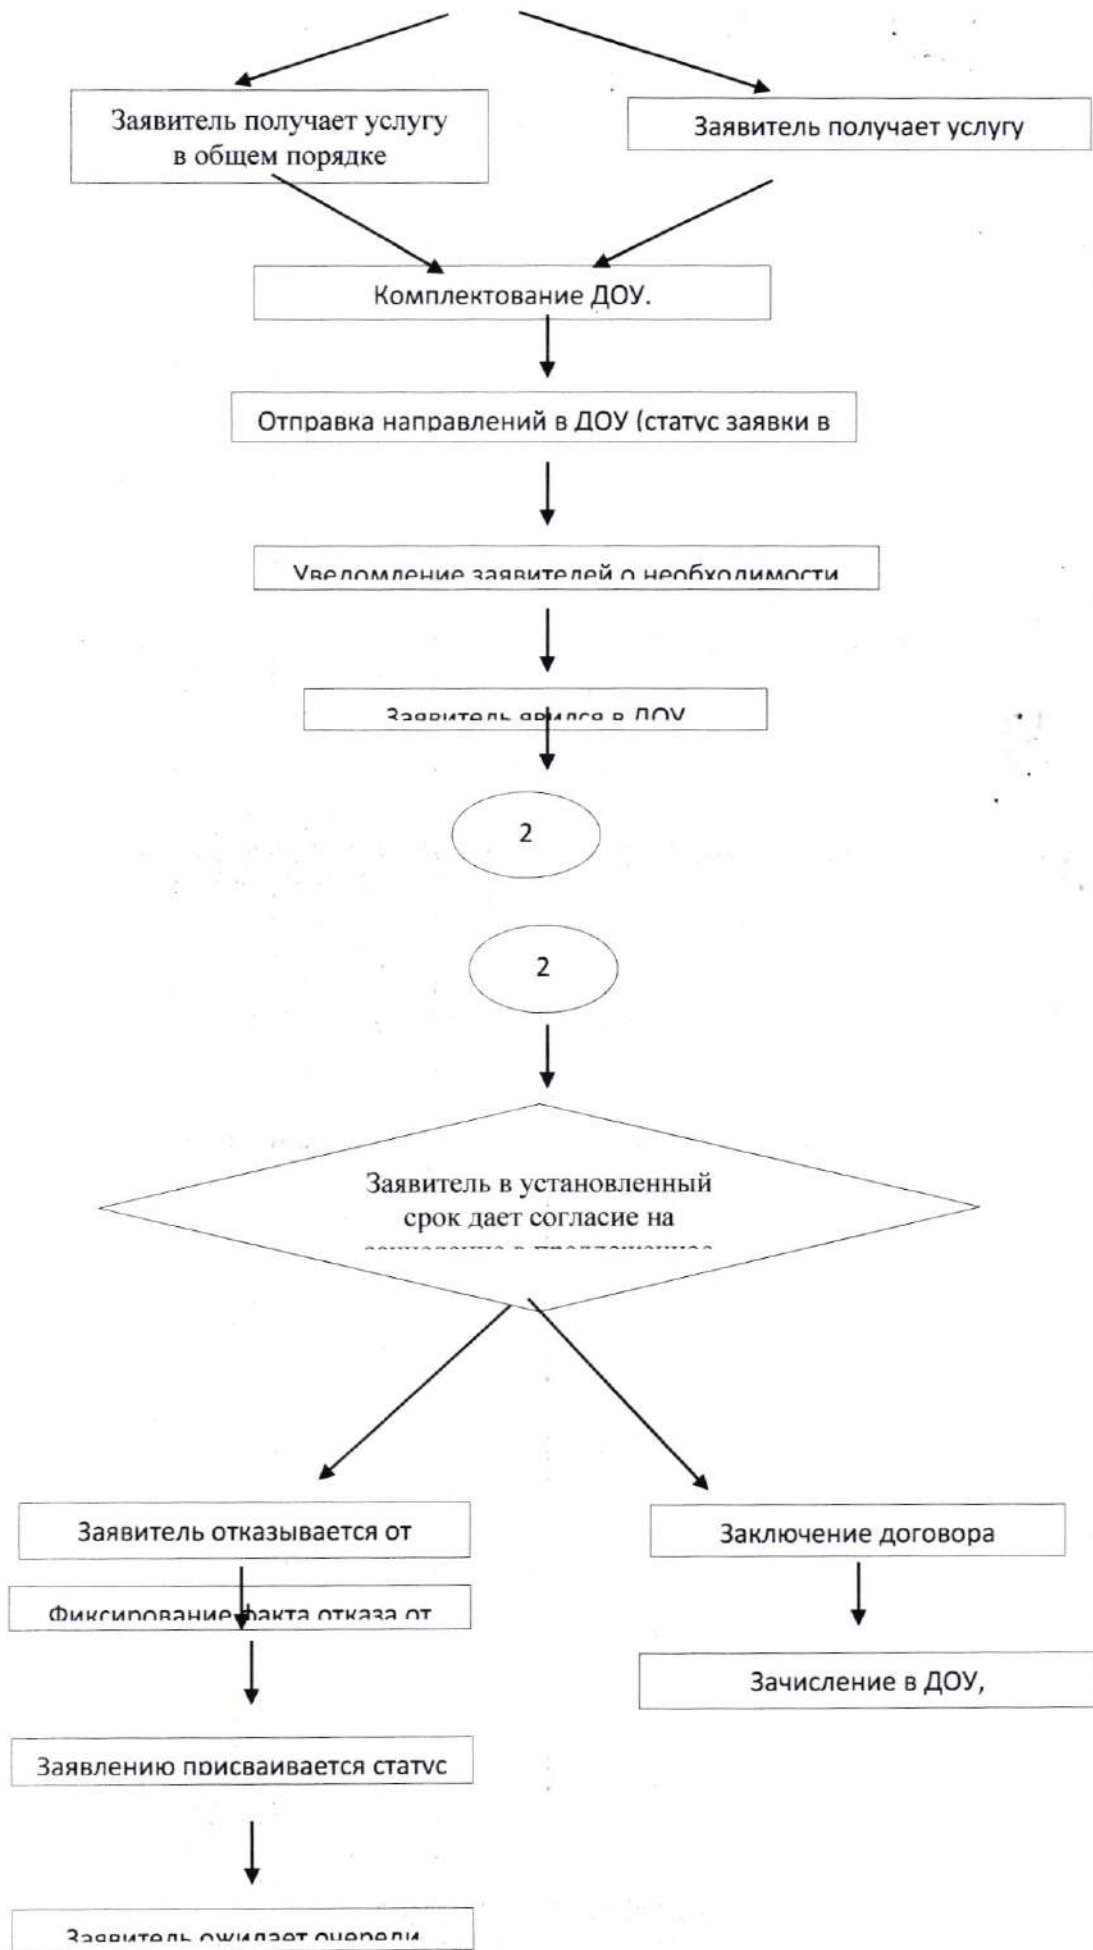 Заявитель получает услугу
в общем порядке
Заявитель получает услугу
Комплектование ДОУ.
Отправка направлений в ДОУ (статус заявки в
Уведомление заявителей о необходимости
Заявитель явился в ДОУ
2
2
Заявитель в установленный
срок дает согласие на
зачисление в предложенное
Заявитель отказывается от
Заключение договора
Фиксирование факта отказа от
Зачисление в ДОУ,
Заявлению присваивается статус
Заявитель ожидает очереди